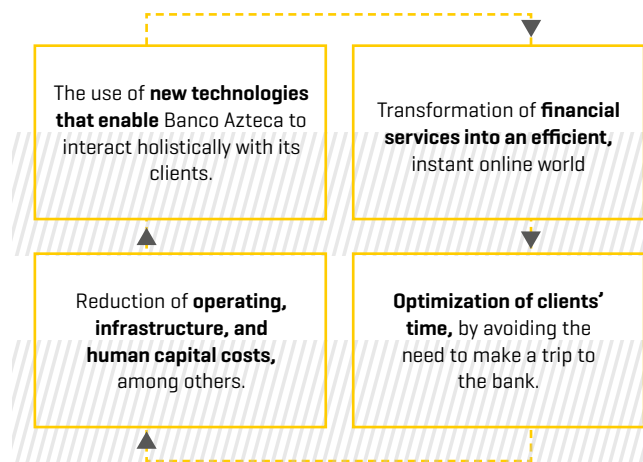 The use of new technologies
that enable Banco Azteca to
interact holistically with its
clients.
Transformation of financial
services into an efficient,
instant online world
Reduction of operating,
infrastructure, and
human capital costs,
among others.
Optimization of clients’
time, by avoiding the
need to make a trip to
the bank.